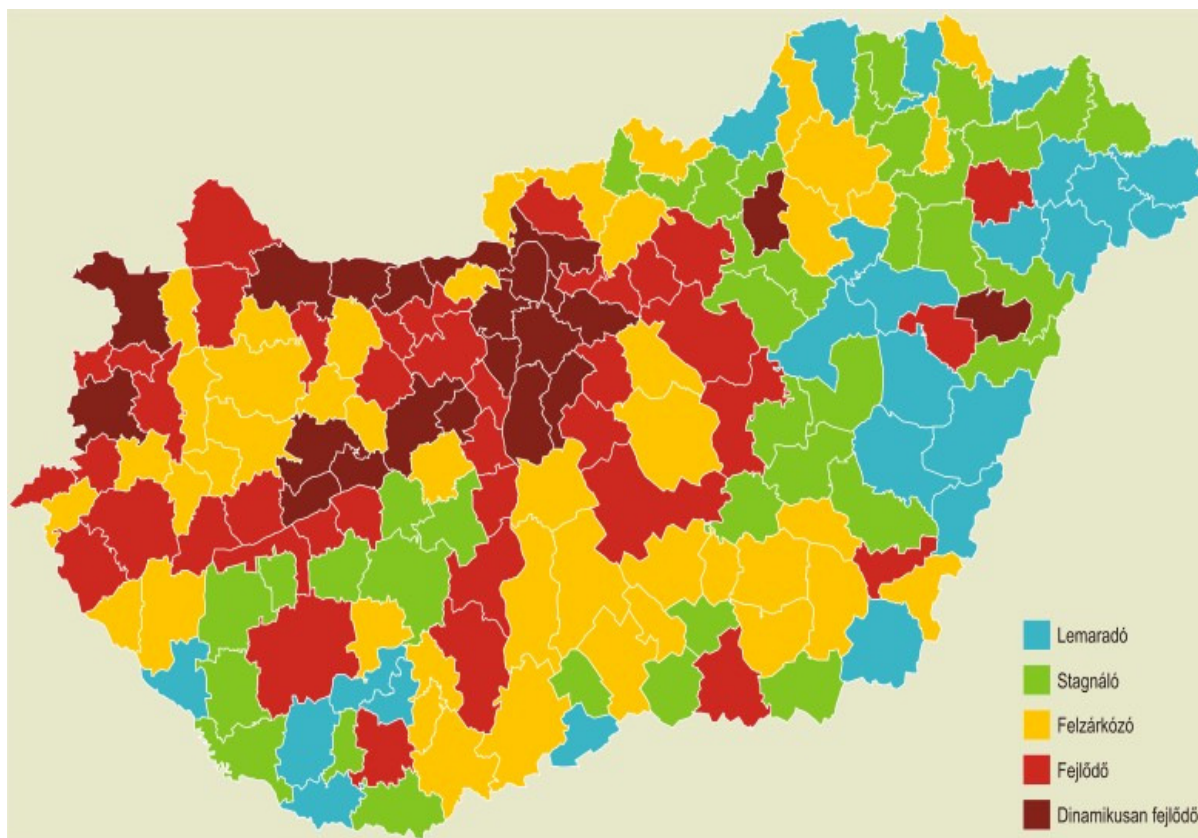 Lemaradó
Stagnáló
Felzárkózó
Fejlődő
Dinamikusan fejlődő